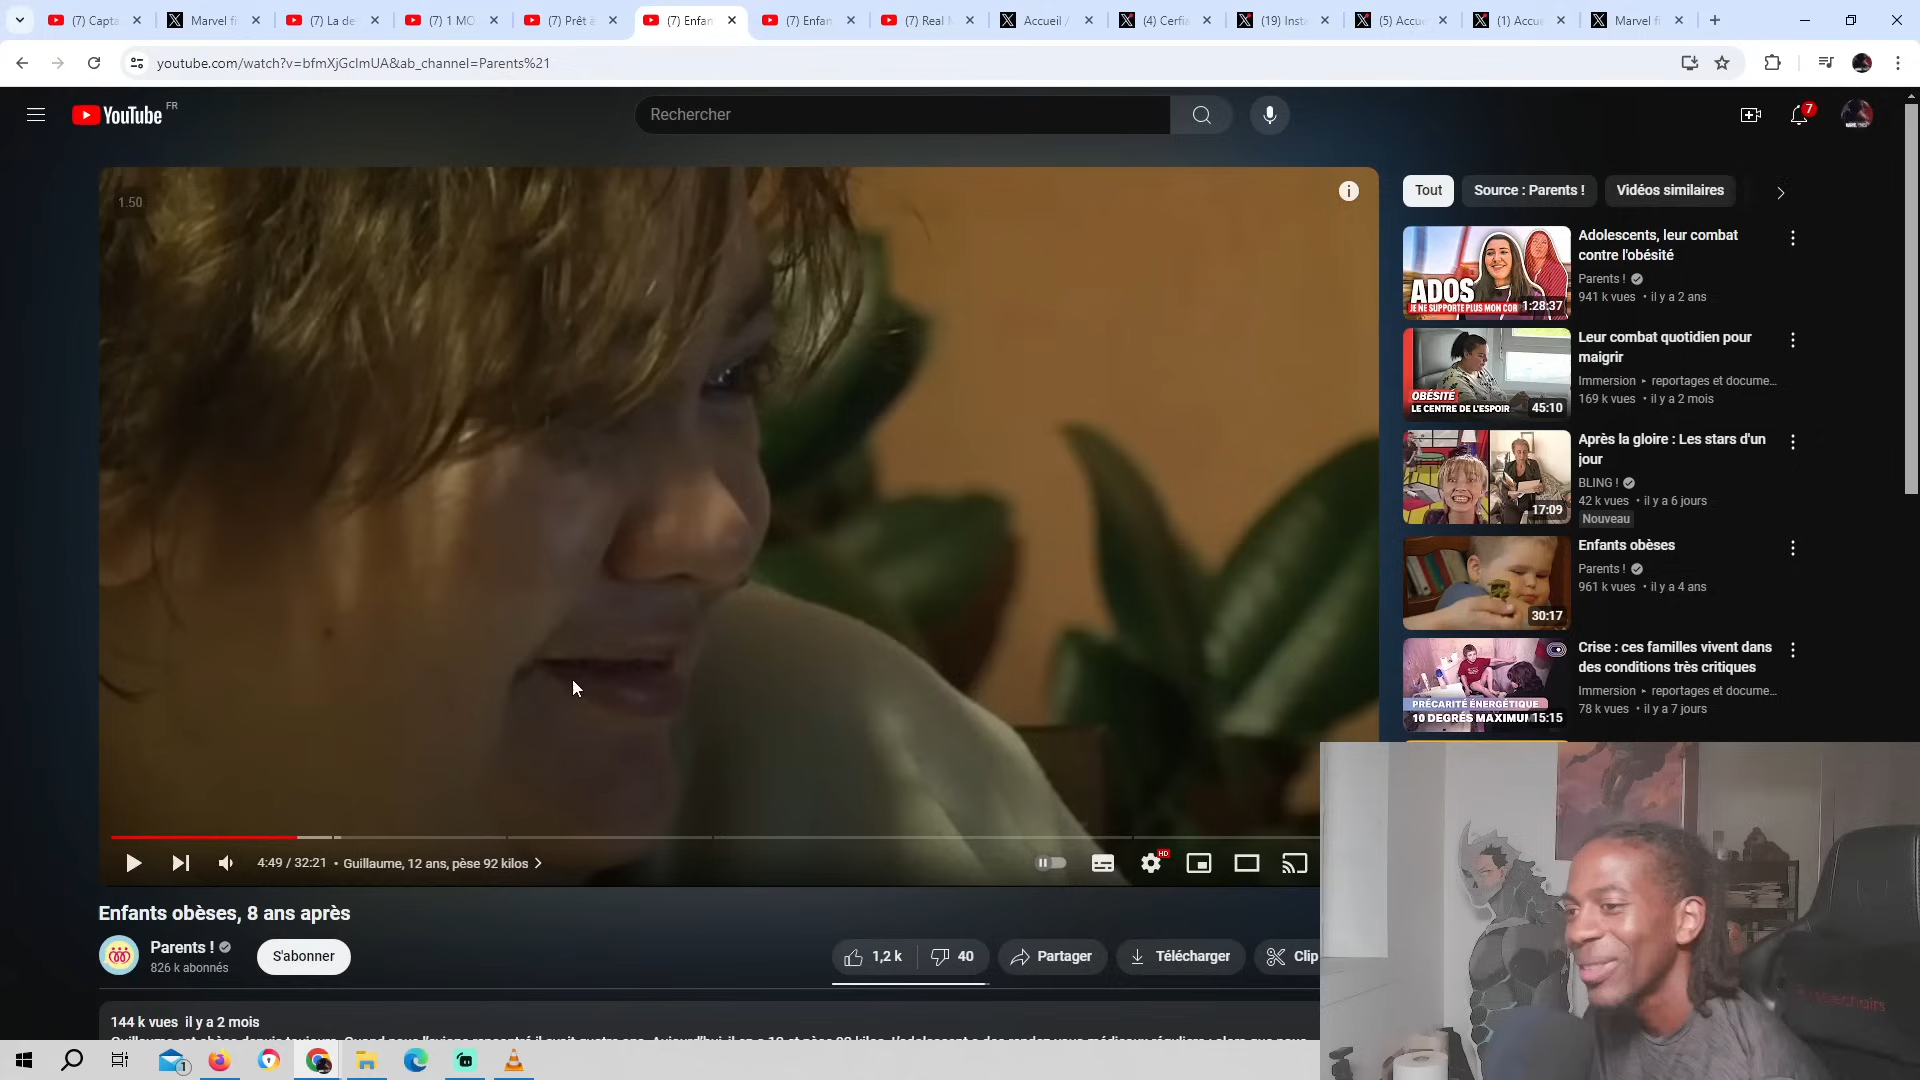 (7) Capta
Marvel fi
(7) La de
(7) 1 MO
(7) Prêt à
(7) Enfan
(7) Enfan
(7) Real M
Accueil /
(4) Cerfia
(19) Insta
(5) Accue
(1) Accue
Marvel fi
youtube.com/watch?v=bfmXjGcImUA&ab_channel=Parents%21
YouTube FR
Rechercher
7
1.50
Tout
Source : Parents !
Vidéos similaires
ADOS
JE NE SUPPORTE PLUS MON COR
1:28:37
Adolescents, leur combat
contre l'obésité
Parents !
941 k vues • il y a 2 ans
OBÉSITÉ
LE CENTRE DE L'ESPOIR
45:10
Leur combat quotidien pour
maigrir
Immersion ▸ reportages et docume...
169 k vues • il y a 2 mois
17:09
Après la gloire : Les stars d'un
jour
BLING !
42 k vues • il y a 6 jours
Nouveau
30:17
Enfants obèses
Parents !
961 k vues • il y a 4 ans
PRÉCARITÉ ÉNERGÉTIQUE
10 DEGRÉS MAXIMUM
15:15
Crise : ces familles vivent dans
des conditions très critiques
Immersion ▸ reportages et docume...
78 k vues • il y a 7 jours
4:49 / 32:21 • Guillaume, 12 ans, pèse 92 kilos
HD
Enfants obèses, 8 ans après
Parents !
826 k abonnés
S'abonner
1,2 k
40
Partager
Télécharger
Clip
144 k vues il y a 2 mois
1